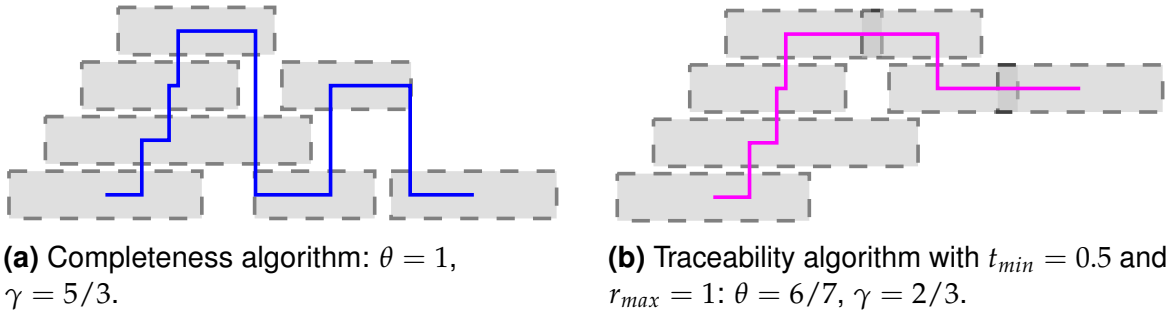 (a) Completeness algorithm: θ = 1,
γ = 5/3.
(b) Traceability algorithm with t_min = 0.5 and
r_max = 1: θ = 6/7, γ = 2/3.